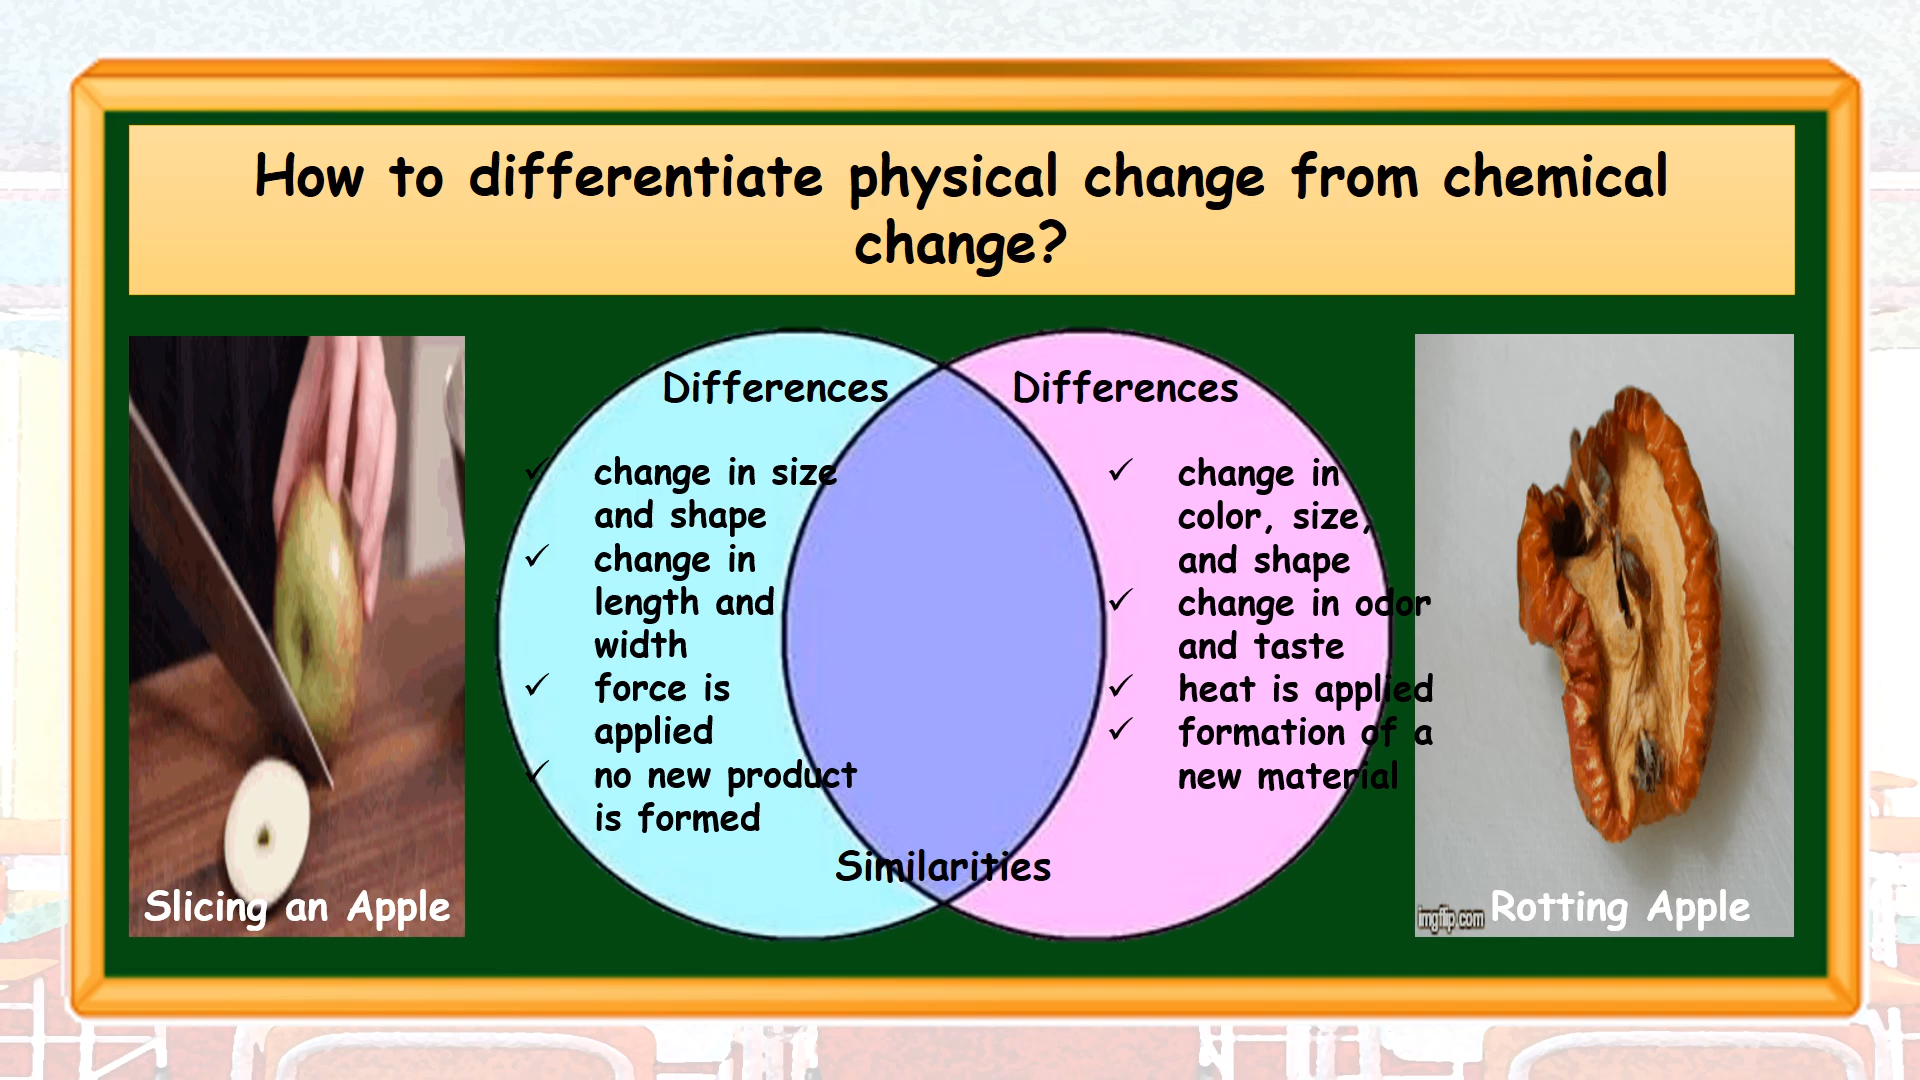 How to differentiate physical change from chemical
change?
Differences
✓ change in size
and shape
✓ change in
length and
width
✓ force is
applied
✓ no new product
is formed
Differences
✓ change in
color, size,
and shape
✓ change in odor
and taste
✓ heat is applied
✓ formation of a
new material
Similarities
Slicing an Apple
imgflip.com
Rotting Apple